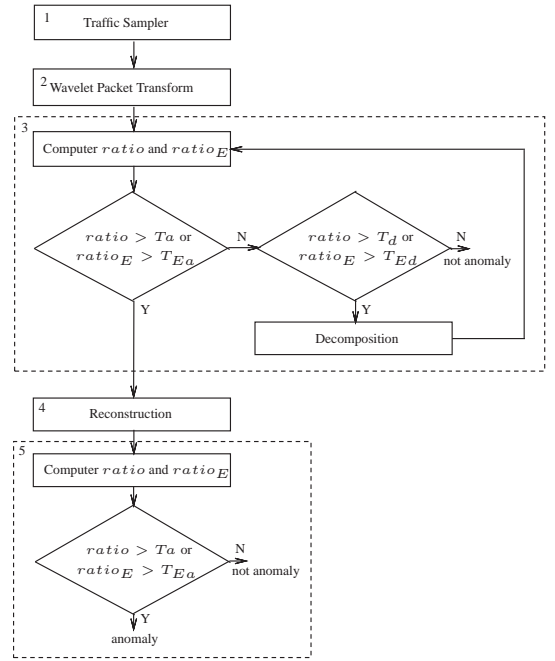 1
Traffic Sampler
2
Wavelet Packet Transform
3
Computer ratio and ratio_E
ratio > Ta or
ratio_E > T_Ea
N
ratio > T_d or
ratio_E > T_Ed
N
not anomaly
Y
Y
Decomposition
4
Reconstruction
5
Computer ratio and ratio_E
ratio > Ta or
ratio_E > T_Ea
N
not anomaly
Y
anomaly